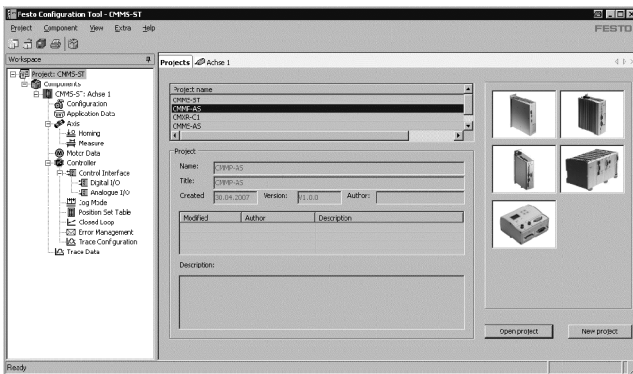 Festo Configuration Tool - CMMS-ST
Project Component View Extra Help
FESTO
Workspace
Projects Achse 1
Project: CMMS-ST
Components
CMMS-ST: Achse 1
Configuration
Application Data
Axis
Homing
Measure
Motor Data
Controller
Control Interface
Digital I/O
Analogue I/O
Jog Mode
Position Set Table
Closed Loop
Error Management
Trace Configuration
Trace Data
Project name
CMMS-ST
CMMP-AS
CMXR-C1
CMMS-AS
Project
Name: CMMP-AS
Title: CMMP-AS
Created 30.04.2007 Version: V1.0.0 Author:
Modified Author Description
Description:
Open project New project
Ready